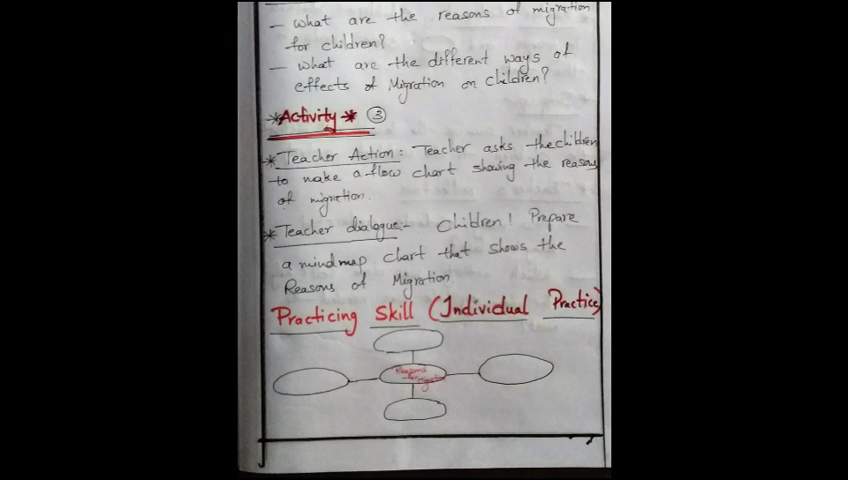 – What are the reasons of migration
for children?
– What are the different ways of
effects of Migration on children?
*Activity* ③
* Teacher Action: Teacher asks the children
to make a flow chart showing the reasons
of migration.
* Teacher dialogue:- Children! Prepare
a mindmap chart that shows the
Reasons of Migration
Practicing Skill (Individual Practice)
Reasons
for
migration